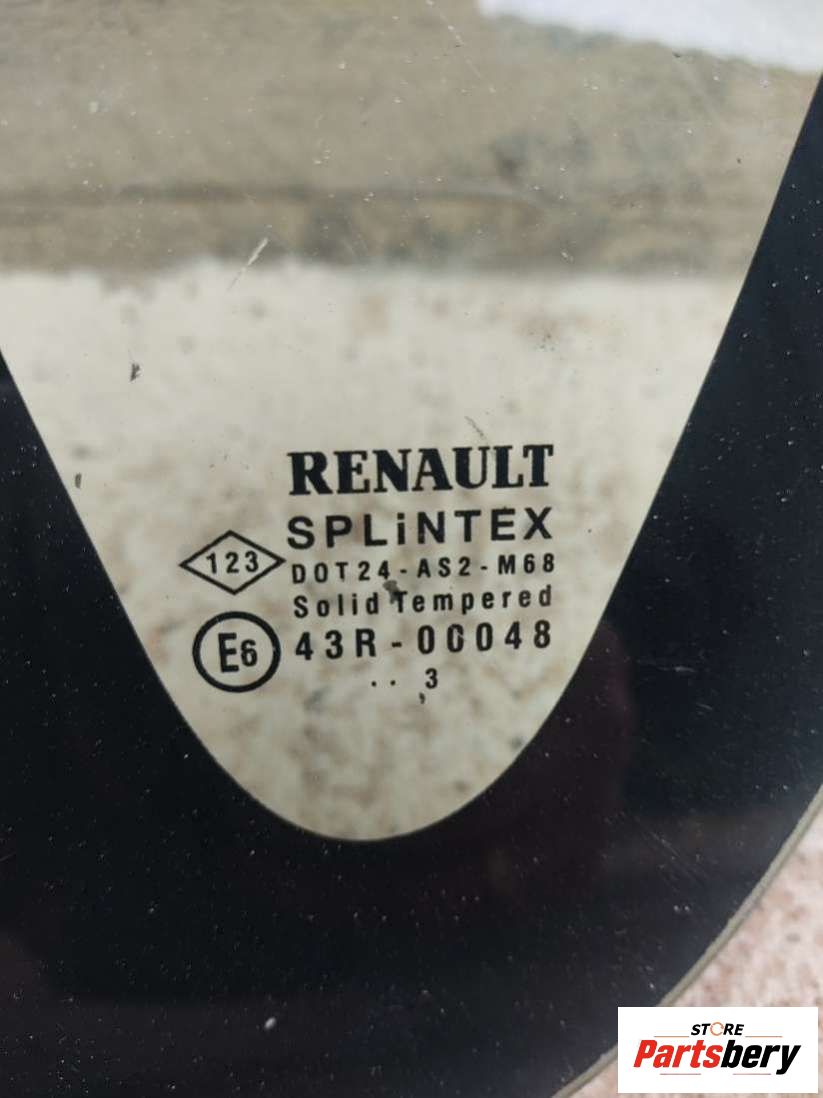 RENAULT
SPLiNTEX
123
DOT24-AS2-M68
Solid Tempered
E6
43R-00048
.. 3
STORE
Partsbery